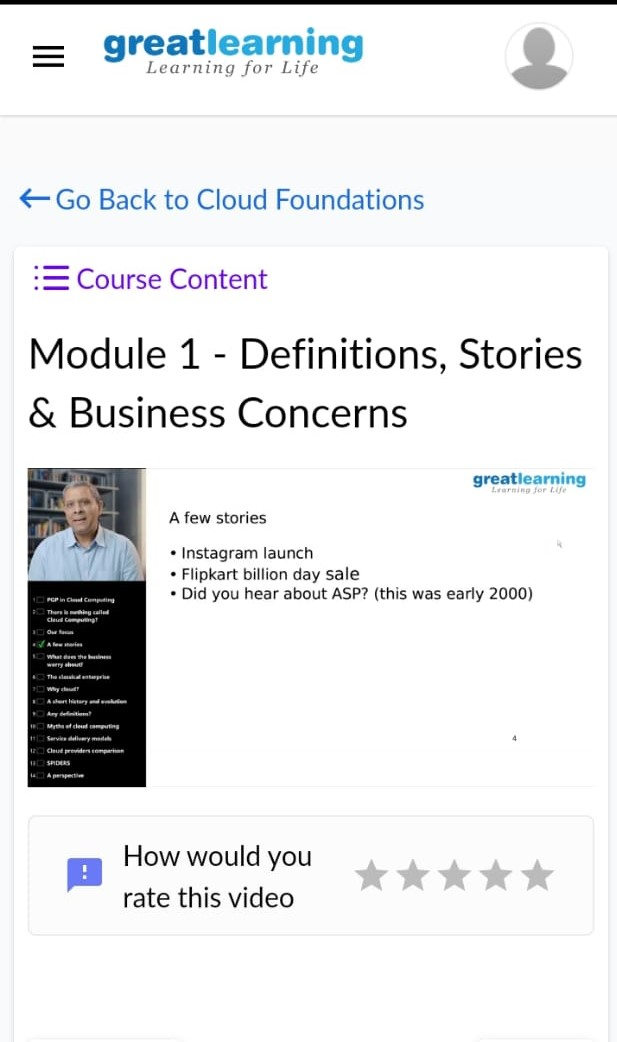 greatlearning
Learning for Life
Go Back to Cloud Foundations
Course Content
Module 1 - Definitions, Stories
& Business Concerns
greatlearning
Learning for Life
A few stories
• Instagram launch
• Flipkart billion day sale
• Did you hear about ASP? (this was early 2000)
4
1 PGP in Cloud Computing
2 There is nothing called
Cloud Computing?
3 Our focus
4 A few stories
5 What does the business
worry about?
6 The classical enterprise
7 Why cloud?
8 A short history and evolution
9 Any definitions?
10 Myths of cloud computing
11 Service delivery models
12 Cloud providers comparison
13 SPIDERS
14 A perspective
How would you
rate this video